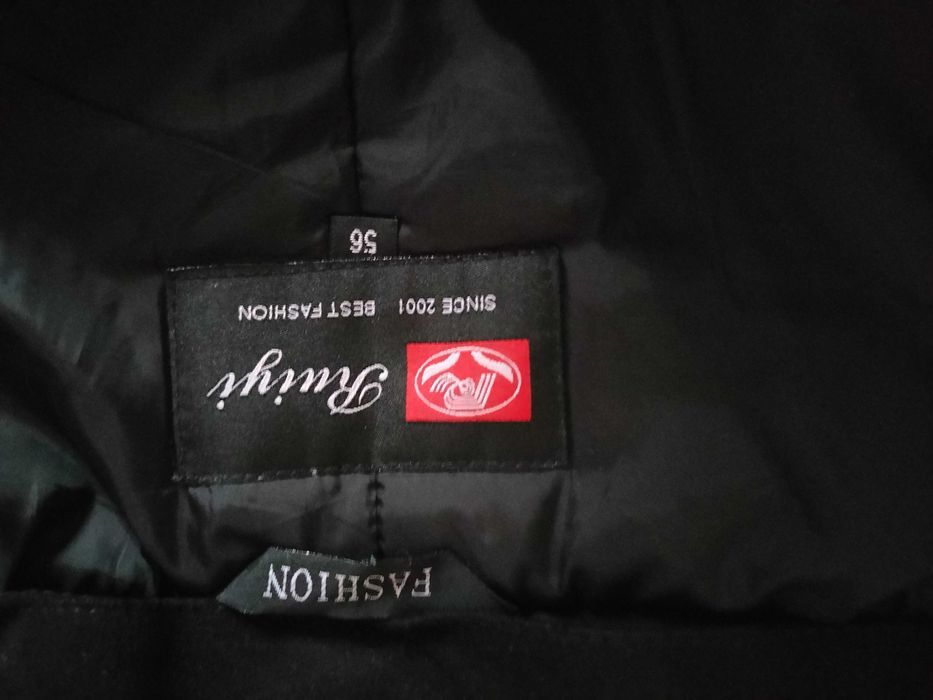 FASHION
Ruiyi
SINCE 2001 BEST FASHION
56